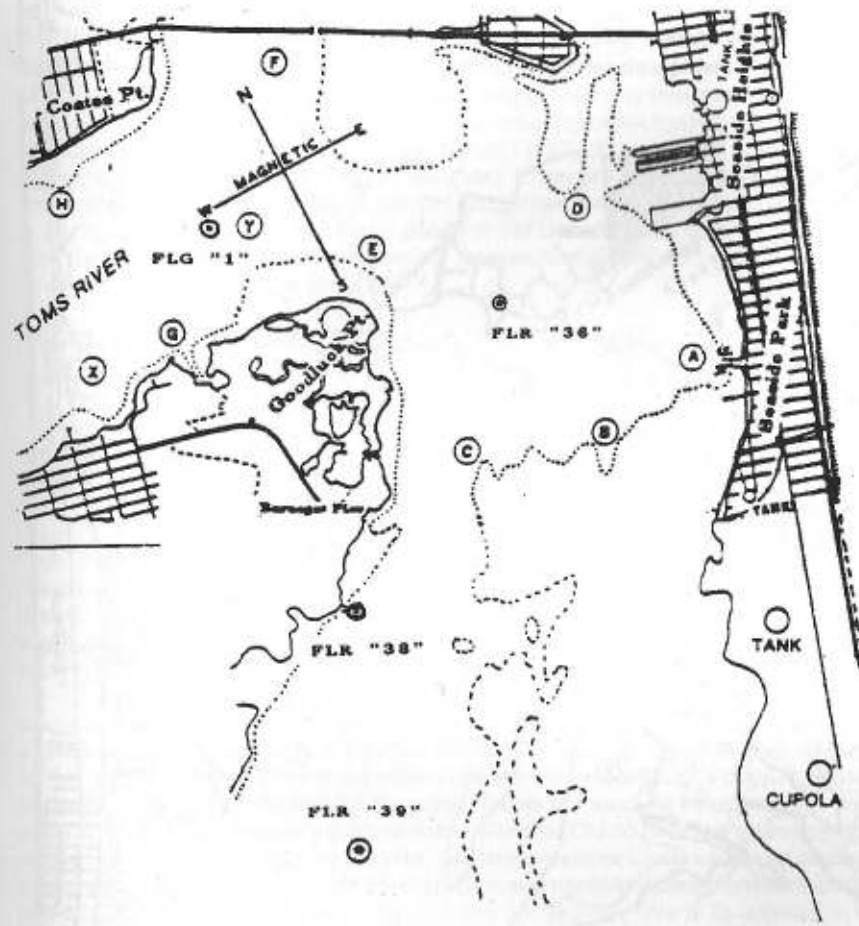 F
TANK
Seaside Heights
Coates Pt.
N
E
MAGNETIC
W
S
H
D
Y
FLG "1"
E
TOMS RIVER
FLR "36"
G
Goodluck Pt.
A
Seaside Park
B
C
Barnegat Pier
TANK
FLR "38"
TANK
CUPOLA
FLR "39"